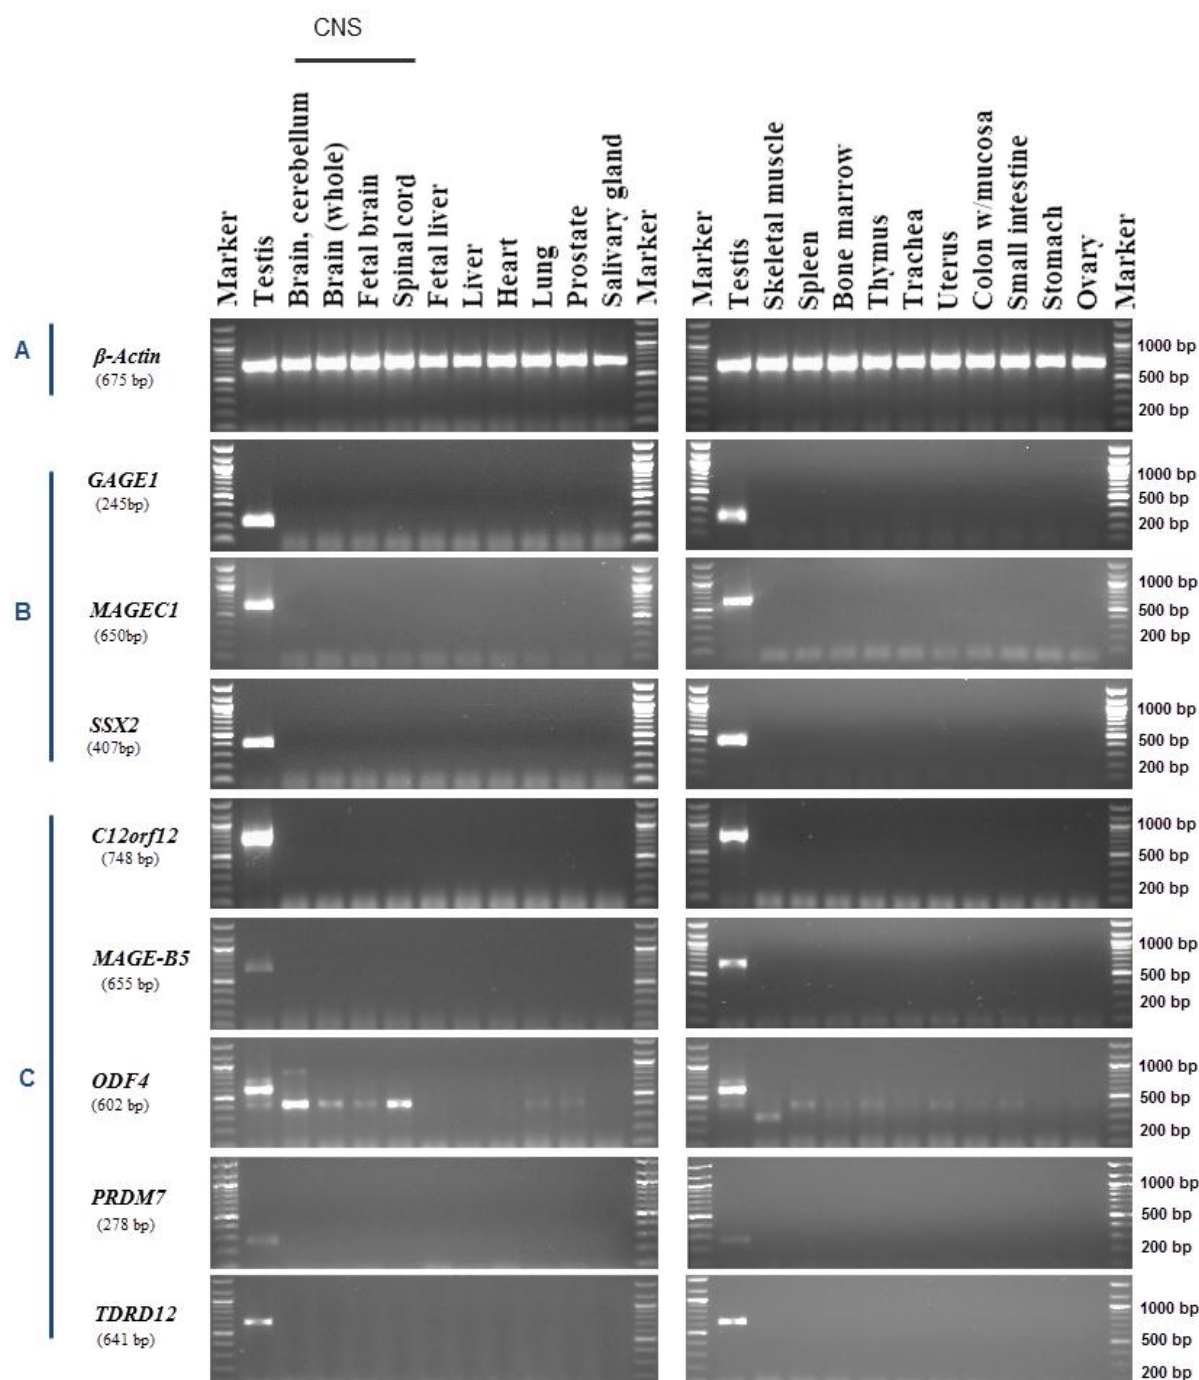 CNS
Marker
Testis
Brain, cerebellum
Brain (whole)
Fetal brain
Spinal cord
Fetal liver
Liver
Heart
Lung
Prostate
Salivary gland
Marker
Marker
Testis
Skeletal muscle
Spleen
Bone marrow
Thymus
Trachea
Uterus
Colon w/mucosa
Small intestine
Stomach
Ovary
Marker
A
β-Actin
(675 bp)
1000 bp
500 bp
200 bp
B
GAGE1
(245bp)
1000 bp
500 bp
200 bp
MAGEC1
(650bp)
1000 bp
500 bp
200 bp
SSX2
(407bp)
1000 bp
500 bp
200 bp
C
C12orf12
(748 bp)
1000 bp
500 bp
200 bp
MAGE-B5
(655 bp)
1000 bp
500 bp
200 bp
ODF4
(602 bp)
1000 bp
500 bp
200 bp
PRDM7
(278 bp)
1000 bp
500 bp
200 bp
TDRD12
(641 bp)
1000 bp
500 bp
200 bp